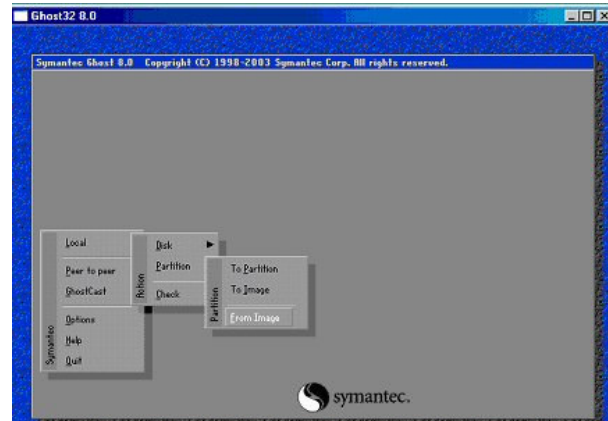 Ghost32 8.0
Symantec Ghost 8.0 Copyright (C) 1998-2003 Symantec Corp. All rights reserved.
Local
Peer to peer
GhostCast
Options
Help
Quit
Symantec
Disk
Partition
Check
Action
To Partition
To Image
From Image
Partition
symantec.